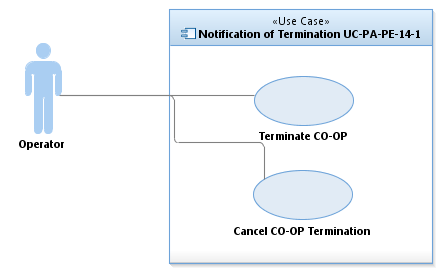 «Use Case»
Notification of Termination UC-PA-PE-14-1
Terminate CO-OP
Operator
Cancel CO-OP Termination